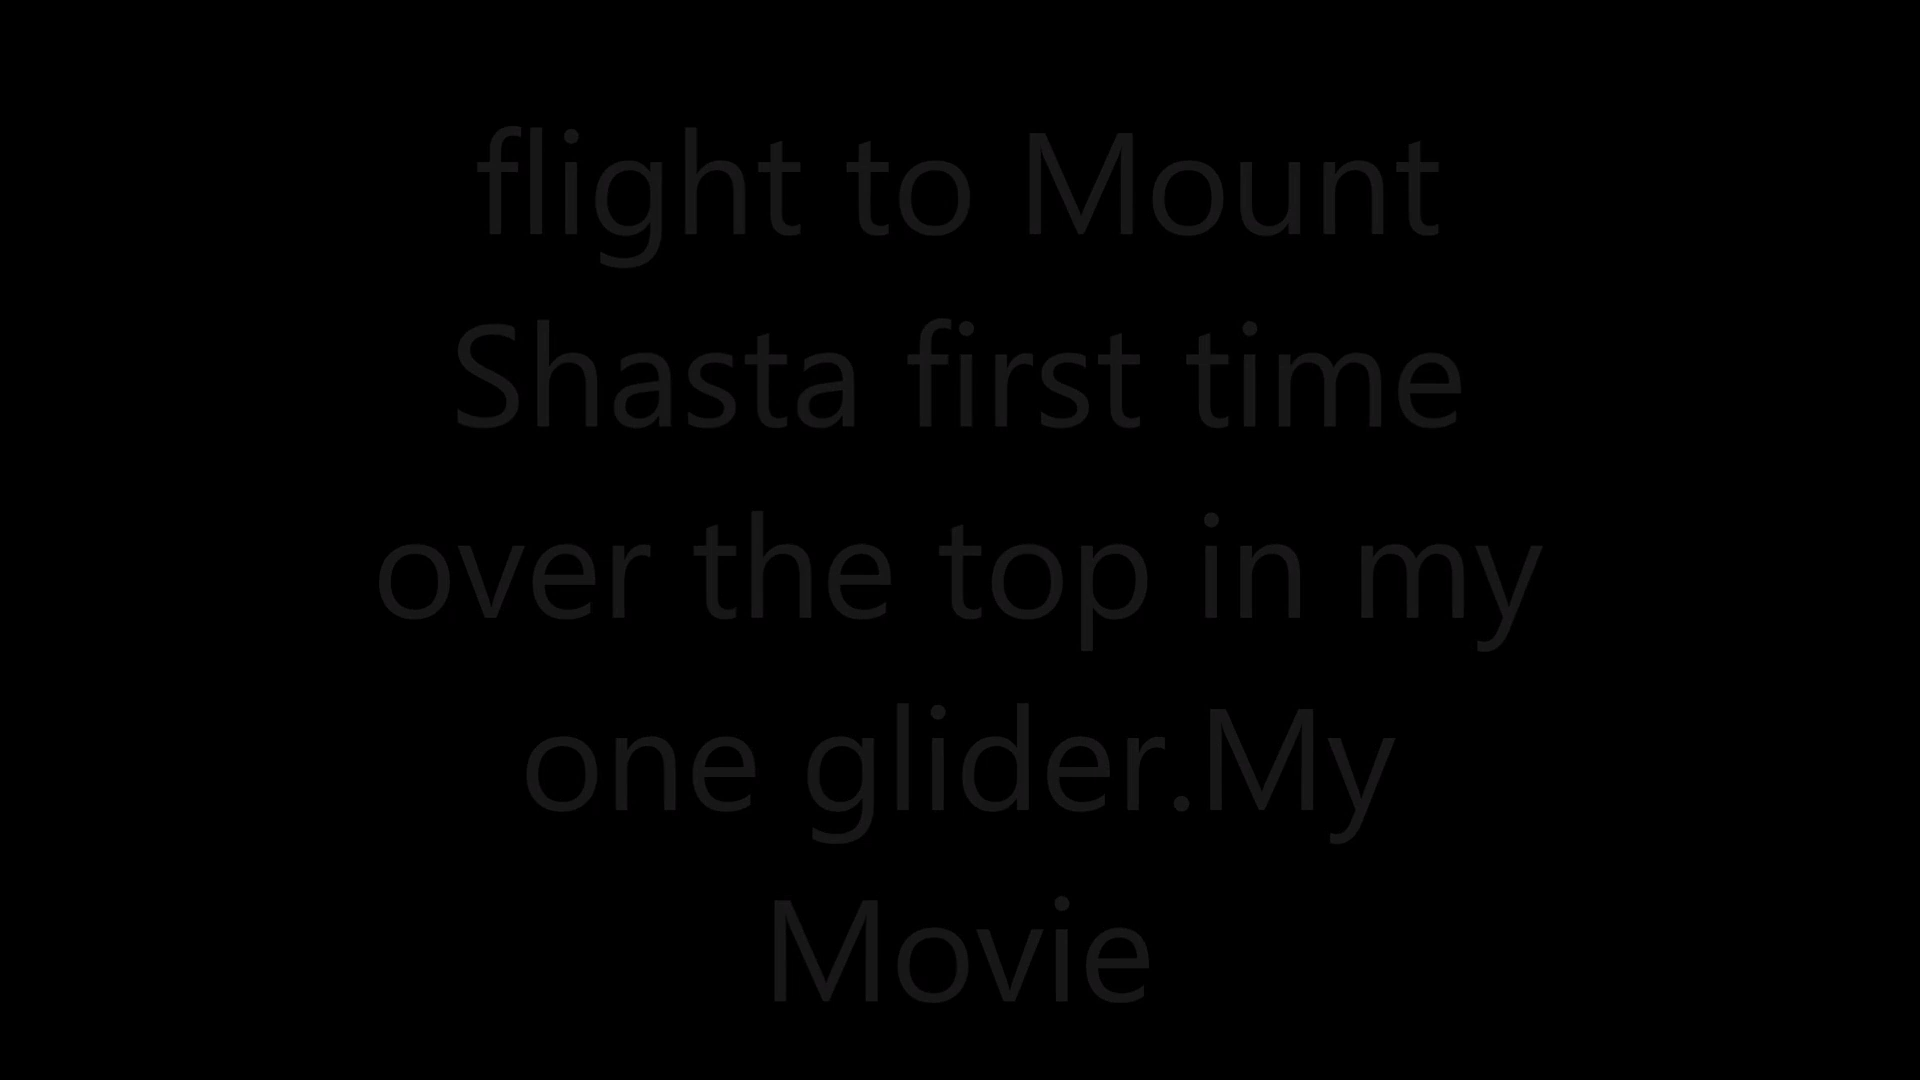 flight to Mount
Shasta first time
over the top in my
one glider.My
Movie